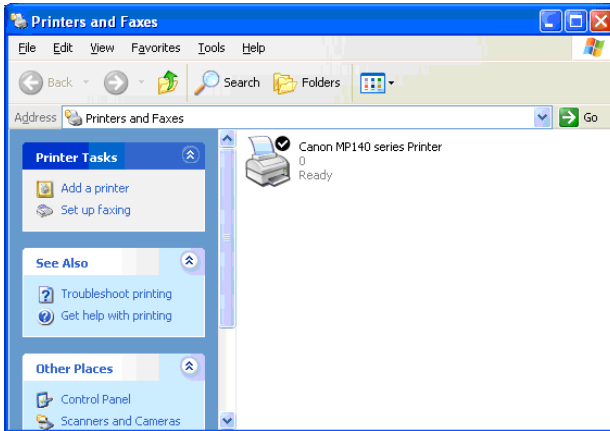 Printers and Faxes
File Edit View Favorites Tools Help
Back Search Folders
Address Printers and Faxes Go
Printer Tasks
Add a printer
Set up faxing
See Also
Troubleshoot printing
Get help with printing
Other Places
Control Panel
Scanners and Cameras
Canon MP140 series Printer
0
Ready